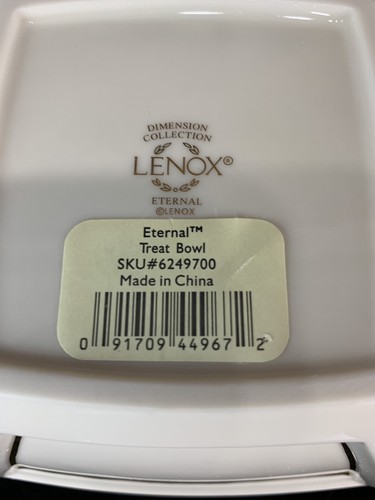 DIMENSION
COLLECTION
LENOX®
ETERNAL
©LENOX
Eternal™
Treat Bowl
SKU#6249700
Made in China
0 91709 44967 2